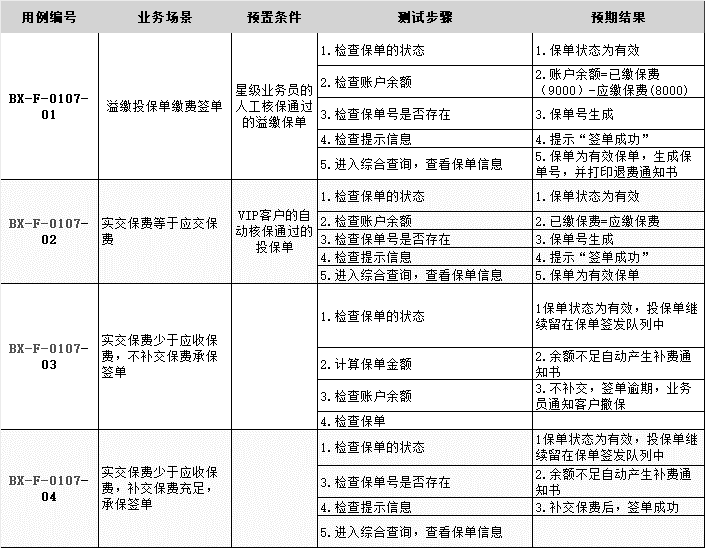 用例编号 业务场景 预置条件 测试步骤 预期结果
BX-F-0107-
01
溢缴投保单缴费签单
星级业务员的
人工核保通过
的溢缴保单
1.检查保单的状态
1.保单状态为有效
2.检查账户余额
2.账户余额=已缴保费
（9000）-应缴保费(8000)
3.检查保单号是否存在
3.保单号生成
4.检查提示信息
4.提示“签单成功”
5.进入综合查询，查看保单信息
5.保单为有效保单，生成保
单号，并打印退费通知书
BX-F-0107-
02
实交保费等于应交保
费
VIP客户的自
动核保通过的
投保单
1.检查保单的状态
1.保单状态为有效
2.检查账户余额
2.已缴保费=应缴保费
3.检查保单号是否存在
3.保单号生成
4.检查提示信息
4.提示“签单成功”
5.进入综合查询，查看保单信息
5.保单为有效保单
BX-F-0107-
03
实交保费少于应收保
费，不补交保费承保
签单
1.检查保单的状态
1保单状态为有效，投保单继
续留在保单签发队列中
2.计算保单金额
2.余额不足自动产生补费通
知书
3.检查账户余额
3.不补交，签单逾期，业务
员通知客户撤保
4.检查保单
BX-F-0107-
04
实交保费少于应收保
费，补交保费充足，
承保签单
1.检查保单的状态
1保单状态为有效，投保单继
续留在保单签发队列中
3.检查保单号是否存在
2.余额不足自动产生补费通
知书
4.检查提示信息
3.补交保费后，签单成功
5.进入综合查询，查看保单信息